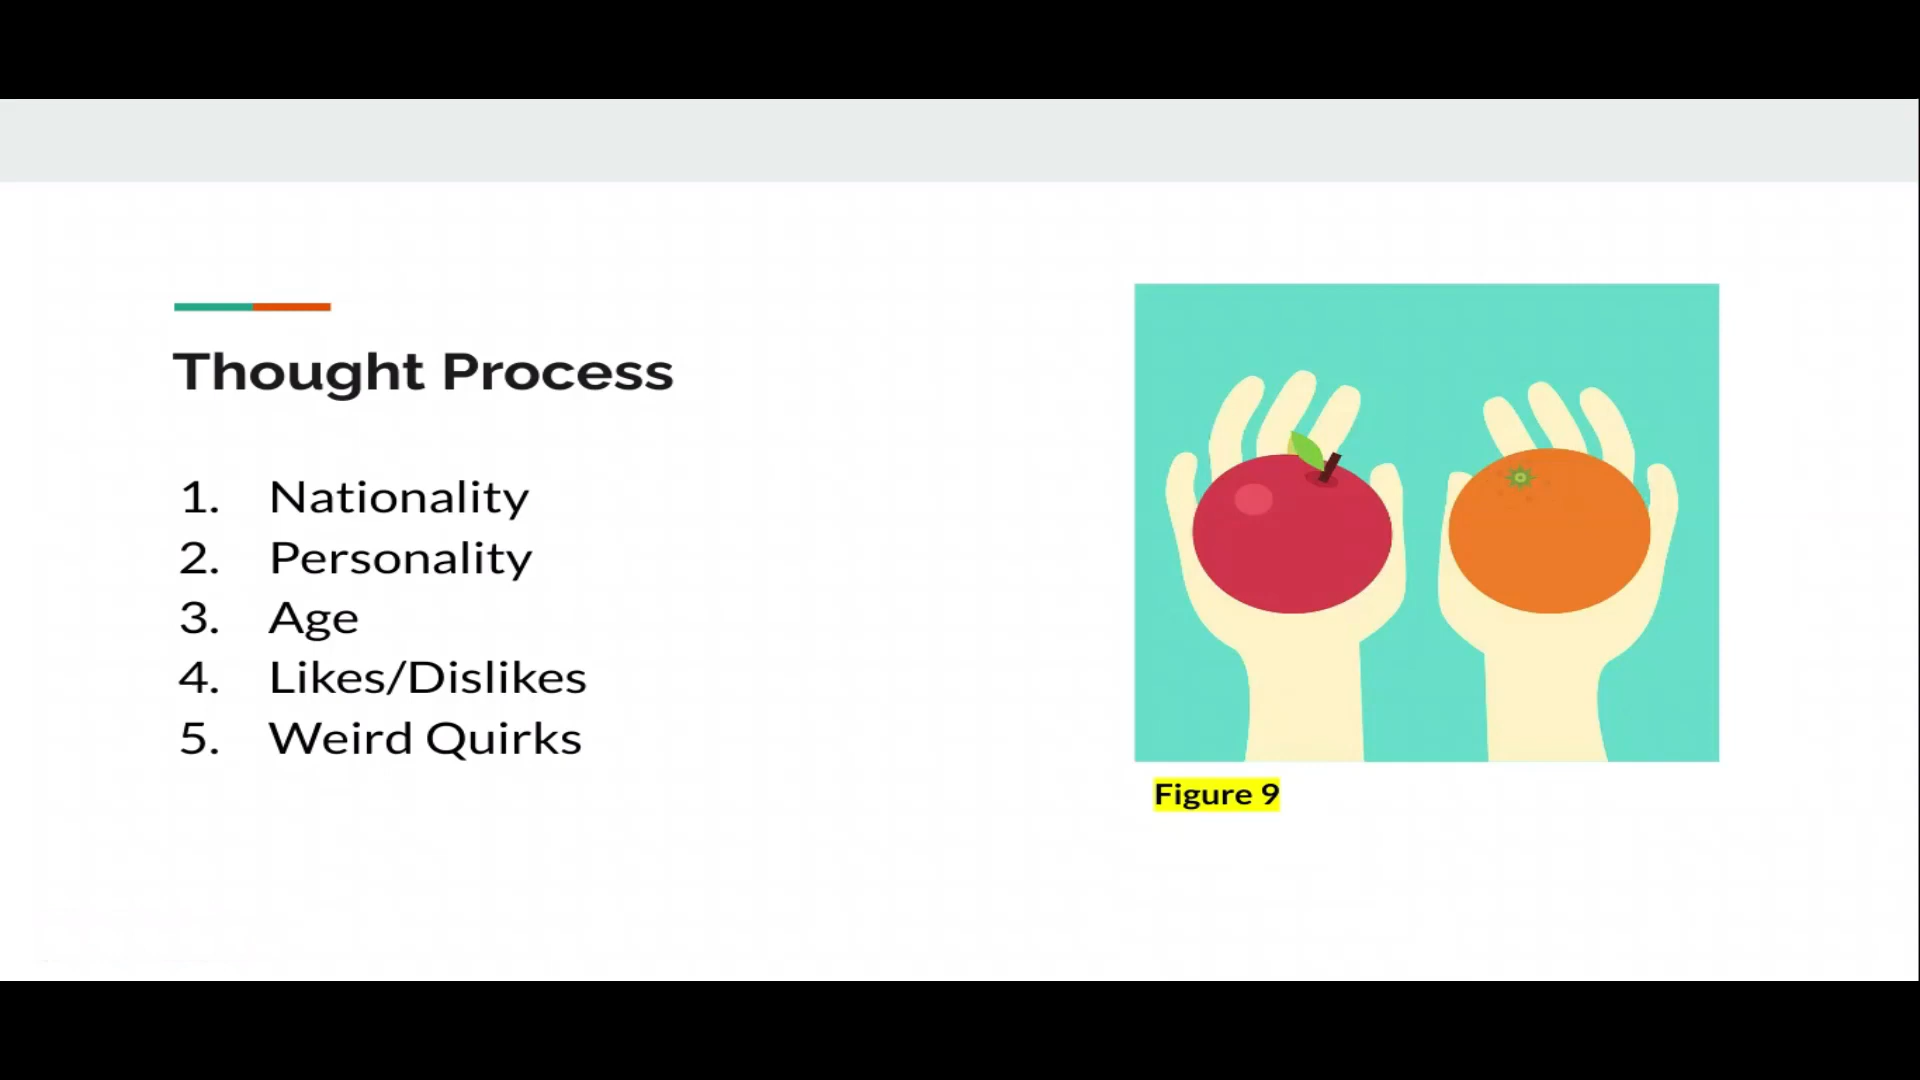 Thought Process
1. Nationality
2. Personality
3. Age
4. Likes/Dislikes
5. Weird Quirks
Figure 9